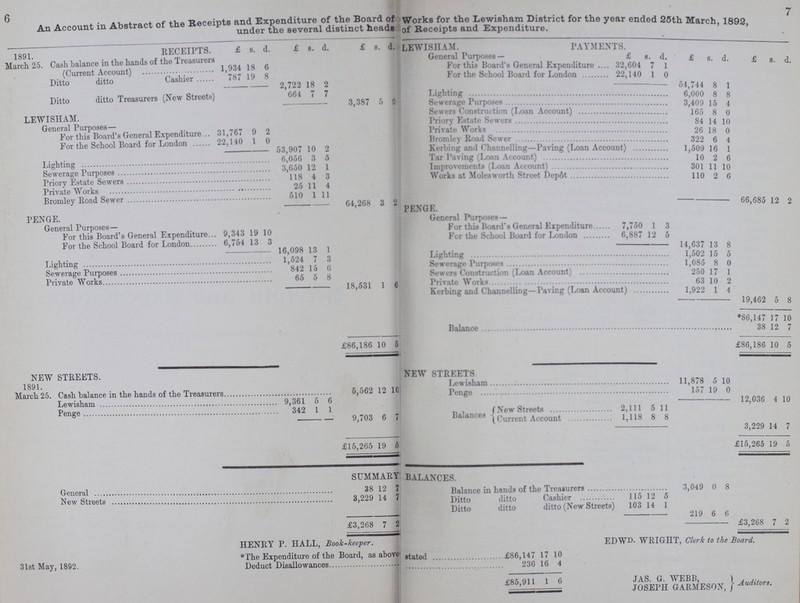 6
An Account in Abstract of the Receipts and Expenditure of the Board of Works for the Lewisham District for the year ended 25th March, 1892,
under the several distinct heads of Receipts and Expenditure.
7
RECEIPTS. £ s. d. £ s. d. £ s. d.
1891.
March 25. Cash balance in the hands of the Treasurers
(Current Account) 1,934 18 6
Ditto ditto Cashier 787 19 8
2,722 18 2
Ditto ditto Treasurers (New Streets) 664 7 7
3,387 5 9
LEWISHAM.
General Purposes—
For this Board's General Expenditure 31,767 9 2
For the School Board for London 22,140 1 0
53,907 10 2
Lighting 6,056 3 5
Sewerage Purposes 3,650 12 1
Priory Estate Sewers 118 4 3
Private Works 25 11 4
Bromley Road Sewer 510 1 11
64,268 3 2
PENGE.
General Purposes—
For this Board's General Expenditure 9,343 19 10
For the School Board for London 6,754 13 3
16,098 13 1
Lighting 1,524 7 3
Sewerage Purposes 842 15 6
Private Works 65 5 8
18,531 1 6
£86,186 10 5
NEW STREETS.
1891.
March 25. Cash balance in the hands of the Treasurers 5,562 12 10
Lewisham 9,361 5 6
Penge 342 1 1
9,703 6 7
£15,265 19 5
LEWISHAM. PAYMENTS.
General Purposes— £ s. d. £ s. d. £ s. d.
For this Board's General Expenditure 32,604 7 1
For the School Board for London 22,140 1 0
54,744 8 1
Lighting 6,000 8 8
Sewerage Purposes 3,409 15 4
Sewers Construction (Loan Account) 165 8 0
Priory Estate Sewers 84 14 10
Private Works 26 18 0
Bromley Road Sewer 322 6 4
Kerbing and Channelling—Paving (Loan Account) 1,509 16 1
Tar Paving (Loan Account) 10 2 6
Improvements (Loan Account) 301 11 10
Works at Molesworth Street Depôt 110 2 6
66,685 12 2
PENGE.
General Purposes—
For this Board's General Expenditure 7,750 1 3
For the School Board for London 6,887 12 5
14,637 13 8
Lighting 1,502 15 5
Sewerage Purposes 1,085 8 0
Sewers Construction (Loan Account) 250 17 1
Private Works 63 10 2
Kerbing and Channelling—Paving (Loan Account) 1,922 1 4
19,462 5 8
*86,147 17 10
Balance 38 12 7
£86,186 10 5
NEW STREETS.
Lewisham 11,878 5 10
Penge 157 19 0
12,036 4 10
Balances { New Streets 2,111 5 11
Current Account 1,118 8 8
3,229 14 7
£15,265 19 5
SUMMARY BALANCES.
General 38 12 7
New Streets 3,229 14 7
£3,268 7 2
Balance in hands of the Treasurers 3,049 0 8
Ditto ditto Cashier 115 12 5
Ditto ditto ditto (New Streets) 103 14 1
219 6 6
£3,268 7 2
HENRY P. HALL, Book-keeper.
EDWD. WRIGHT, Clerk to the Board.
*The Expenditure of the Board, as above stated £86,147 17 10
31st May, 1892. Deduct Disallowances 236 16 4
£85,911 1 6
JAS. G. WEBB,
JOSEPH GARMESON, } Auditors.